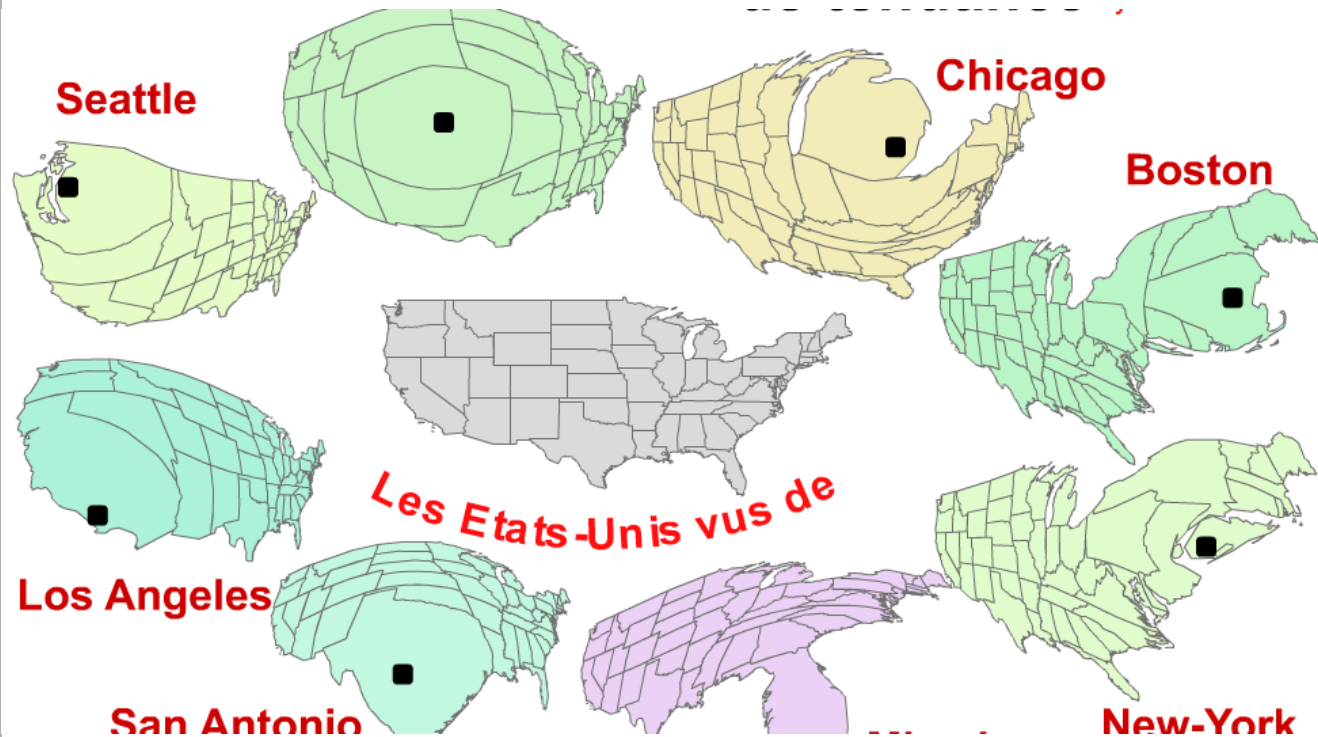 Seattle
Chicago
Boston
Les Etats-Unis vus de
Los Angeles
San Antonio
New-York